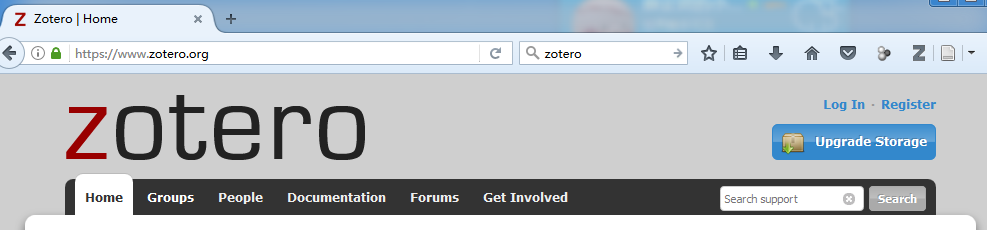 Z Zotero | Home
https://www.zotero.org
zotero
Z
zotero
Log In · Register
Upgrade Storage
Home Groups People Documentation Forums Get Involved
Search support
Search